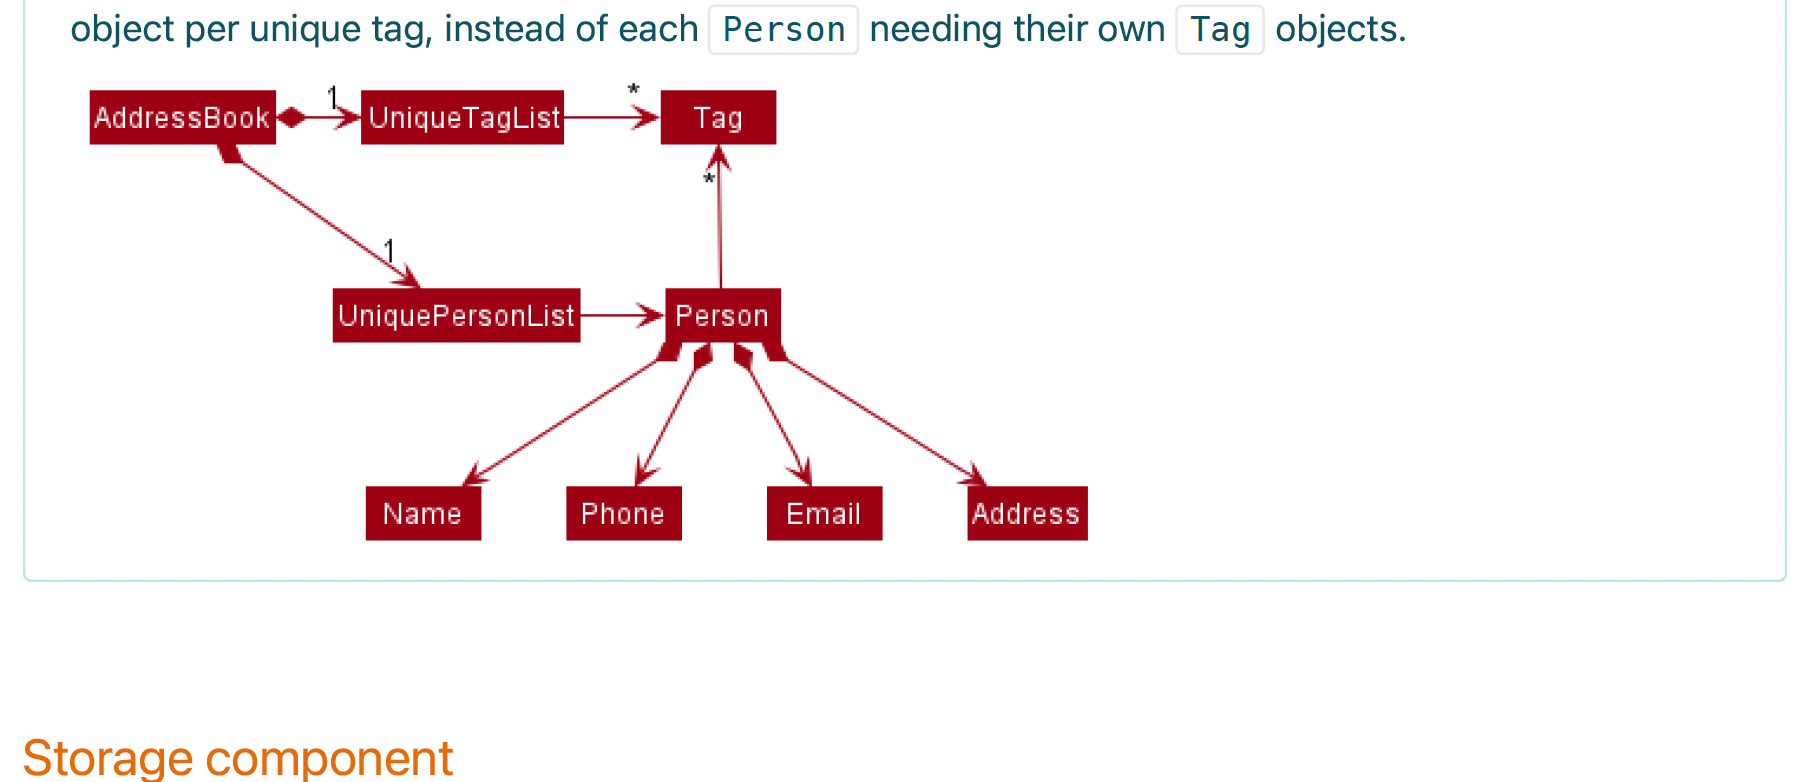 object per unique tag, instead of each Person needing their own Tag objects.
1 *
AddressBook UniqueTagList Tag
*
1
UniquePersonList Person
Name Phone Email Address
Storage component